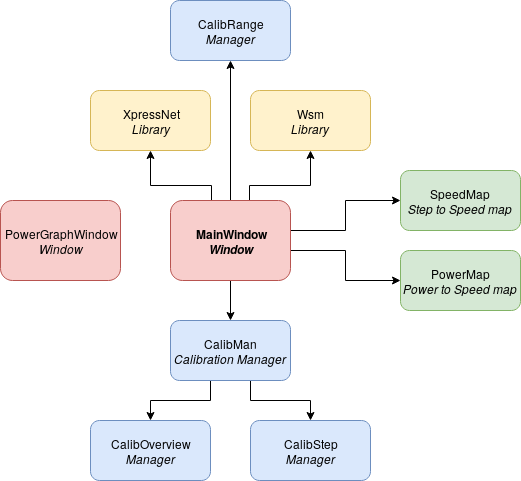 CalibRange
Manager
XpressNet
Library
Wsm
Library
SpeedMap
Step to Speed map
PowerGraphWindow
Window
MainWindow
Window
PowerMap
Power to Speed map
CalibMan
Calibration Manager
CalibOverview
Manager
CalibStep
Manager